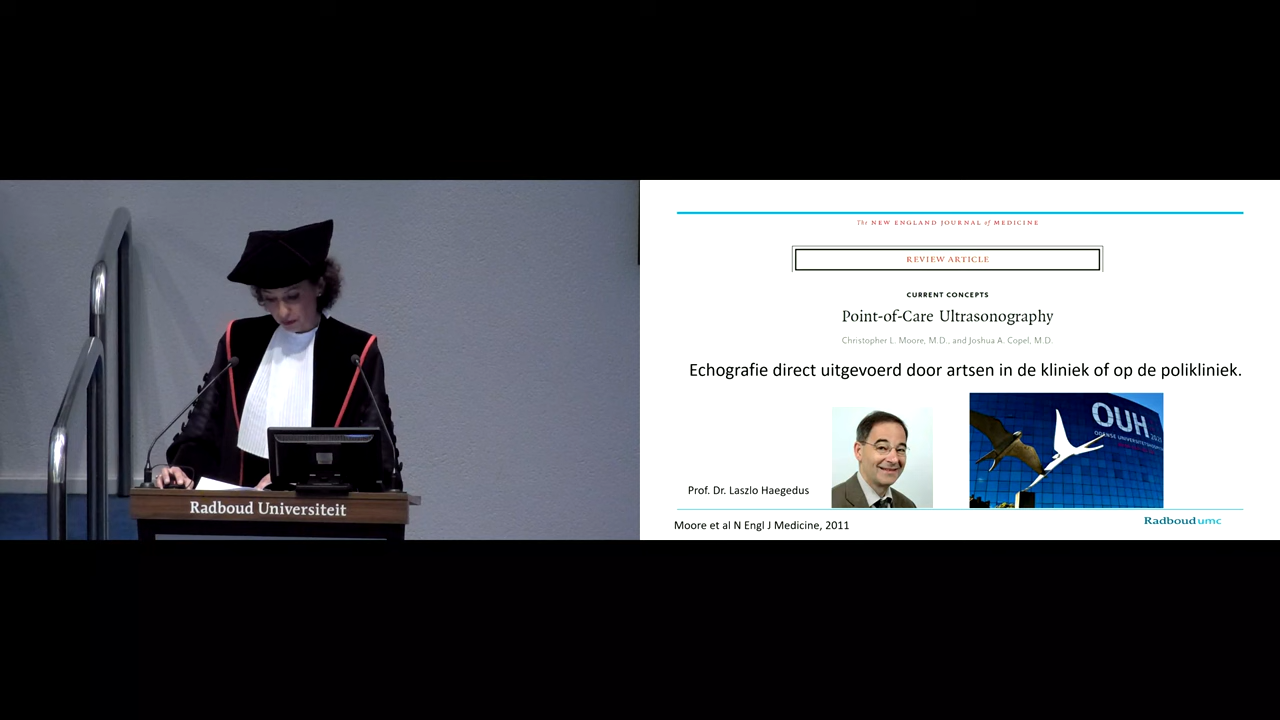 Radboud Universiteit
The NEW ENGLAND JOURNAL of MEDICINE
REVIEW ARTICLE
CURRENT CONCEPTS
Point-of-Care Ultrasonography
Christopher L. Moore, M.D., and Joshua A. Copel, M.D.
Echografie direct uitgevoerd door artsen in de kliniek of op de polikliniek.
OUH
Prof. Dr. Laszlo Haegedus
Moore et al N Engl J Medicine, 2011
Radboudumc